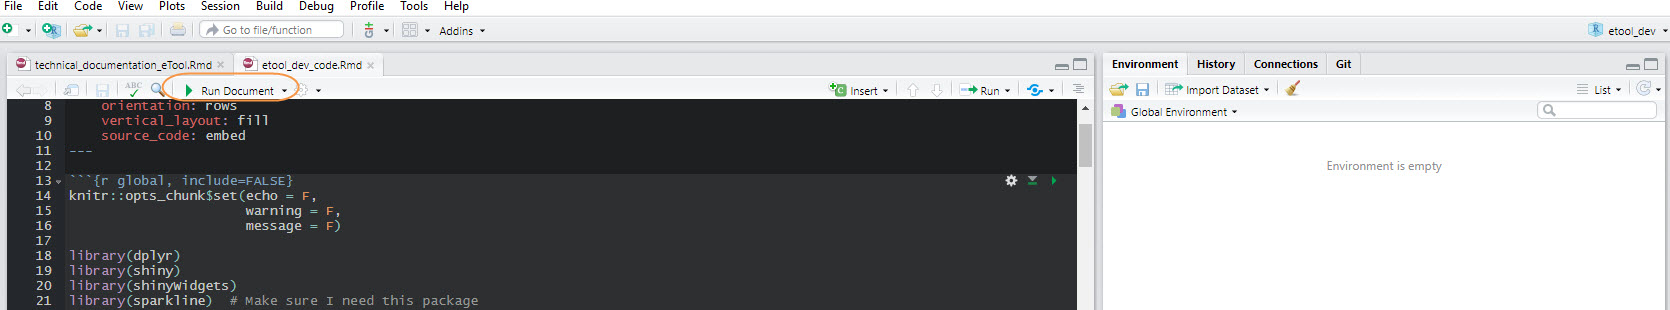 File Edit Code View Plots Session Build Debug Profile Tools Help
Go to file/function Addins etool_dev
technical_documentation_eTool.Rmd etool_dev_code.Rmd
ABC Run Document Insert Run
8 orientation: rows
9 vertical_layout: fill
10 source_code: embed
11 ---
12
13 ```{r global, include=FALSE}
14 knitr::opts_chunk$set(echo = F,
15 warning = F,
16 message = F)
17
18 library(dplyr)
19 library(shiny)
20 library(shinyWidgets)
21 library(sparkline)  # Make sure I need this package
Environment History Connections Git
Import Dataset List
Global Environment
Environment is empty